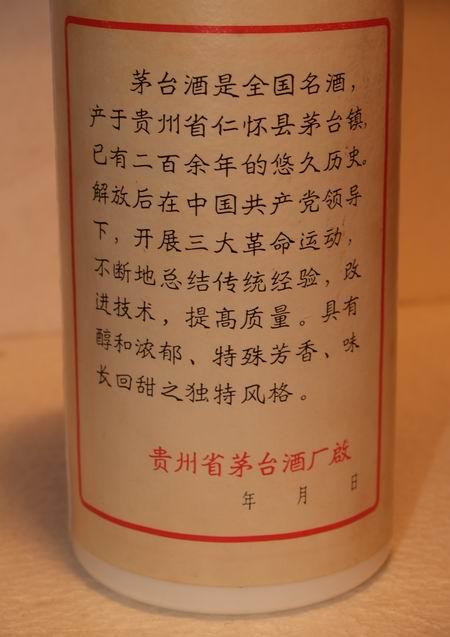 茅台酒是全国名酒，
产于贵州省仁怀县茅台镇，
已有二百余年的悠久历史。
解放后在中国共产党领导
下，开展三大革命运动，
不断地总结传统经验，改
进技术，提高质量。具有
醇和浓郁、特殊芳香、味
长回甜之独特风格。
贵州省茅台酒厂啟
年 月 日